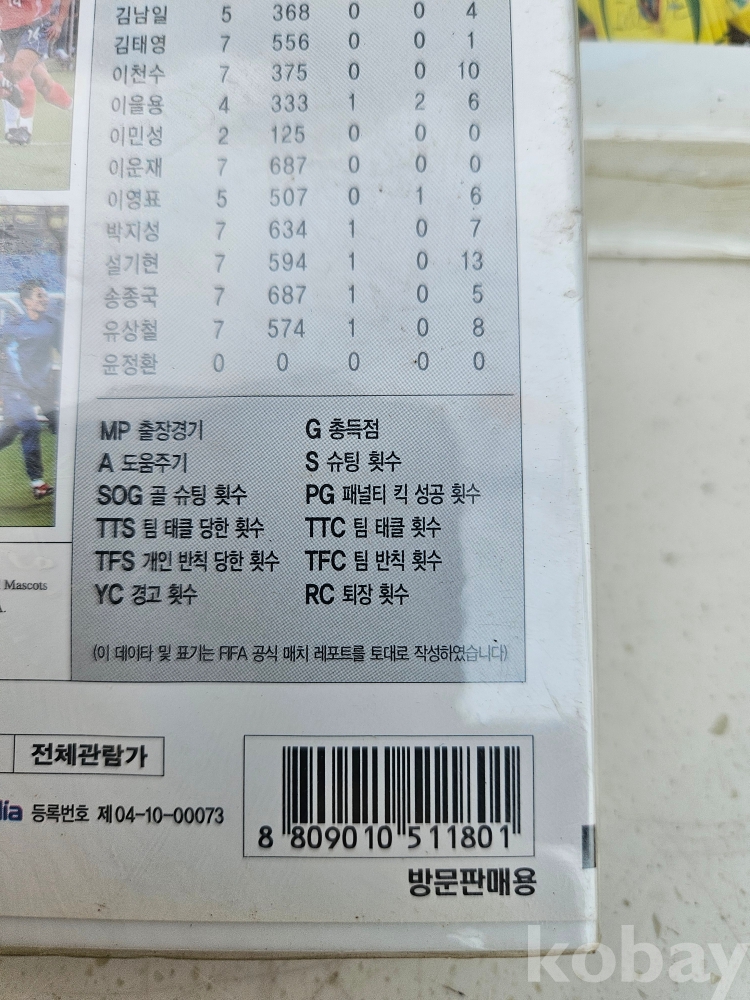 김남일 5 368 0 0 4
김태영 7 556 0 0 1
이천수 7 375 0 0 10
이을용 4 333 1 2 6
이민성 2 125 0 0 0
이운재 7 687 0 0 0
이영표 5 507 0 1 6
박지성 7 634 1 0 7
설기현 7 594 1 0 13
송종국 7 687 1 0 5
유상철 7 574 1 0 8
윤정환 0 0 0 0 0
MP 출장경기 G 총득점
A 도움주기 S 슈팅 횟수
SOG 골 슈팅 횟수 PG 패널티 킥 성공 횟수
TTS 팀 태클 당한 횟수 TTC 팀 태클 횟수
TFS 개인 반칙 당한 횟수 TFC 팀 반칙 횟수
YC 경고 횟수 RC 퇴장 횟수
Mascots
(이 데이타 및 표기는 FIFA 공식 매치 레포트를 토대로 작성하였습니다)
전체관람가
등록번호 제04-10-00073
8 809010 511801
방문판매용
kobay